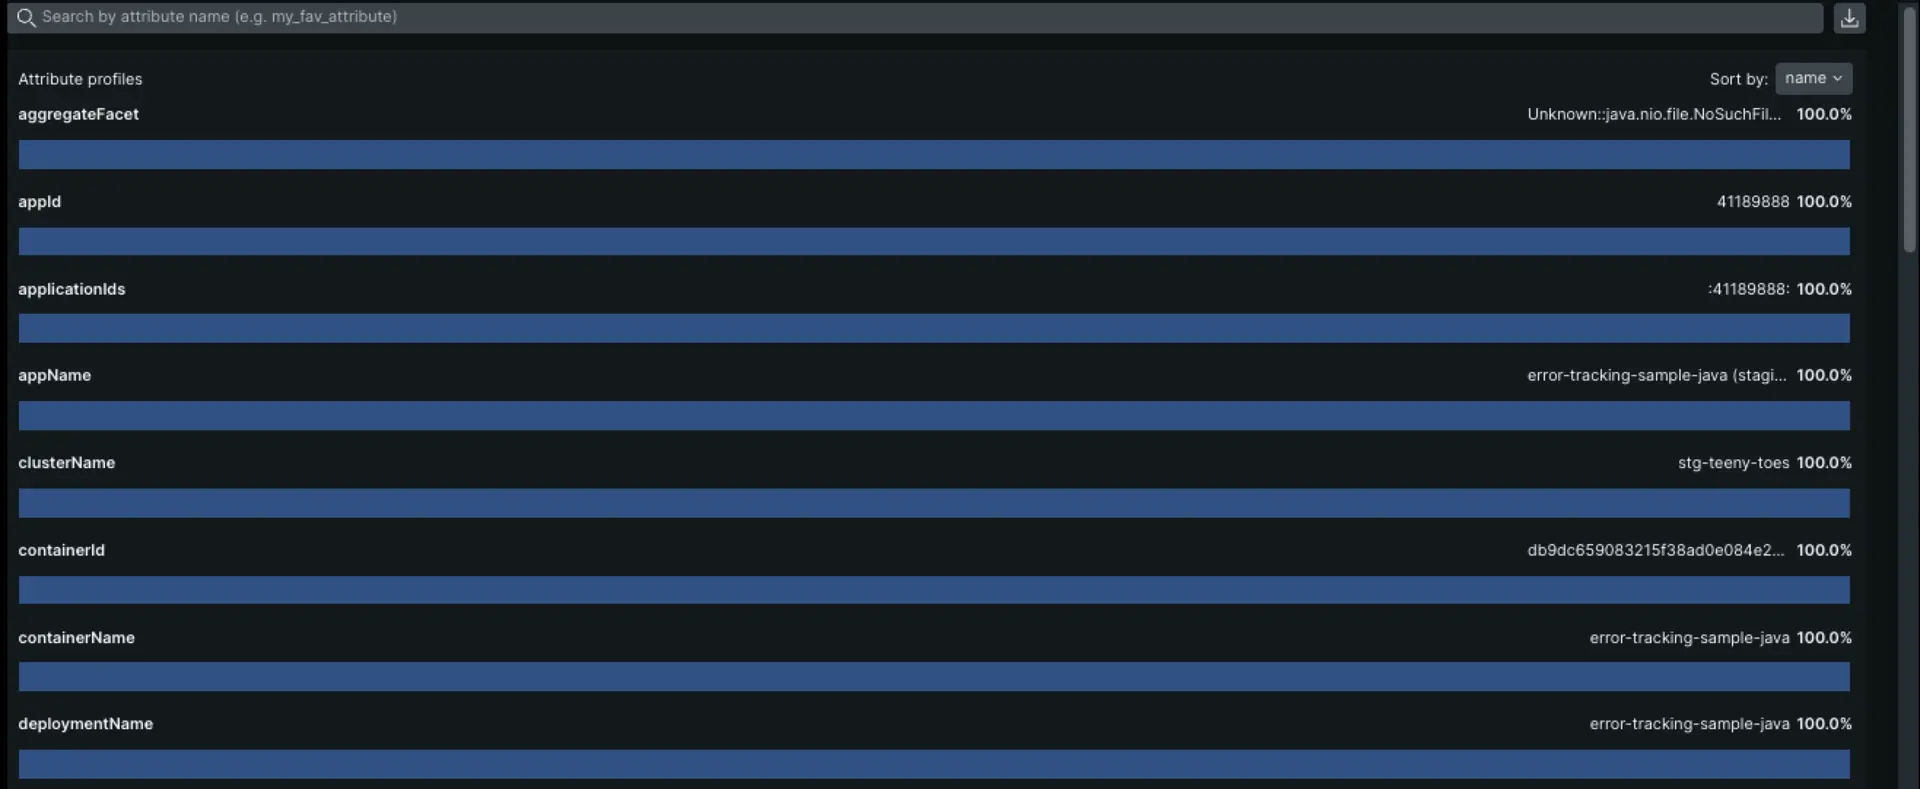 Search by attribute name (e.g. my_fav_attribute)
Attribute profiles Sort by: name
aggregateFacet Unknown::java.nio.file.NoSuchFil... 100.0%
appId 41189888 100.0%
applicationIds :41189888: 100.0%
appName error-tracking-sample-java (stagi... 100.0%
clusterName stg-teeny-toes 100.0%
containerId db9dc659083215f38ad0e084e2... 100.0%
containerName error-tracking-sample-java 100.0%
deploymentName error-tracking-sample-java 100.0%